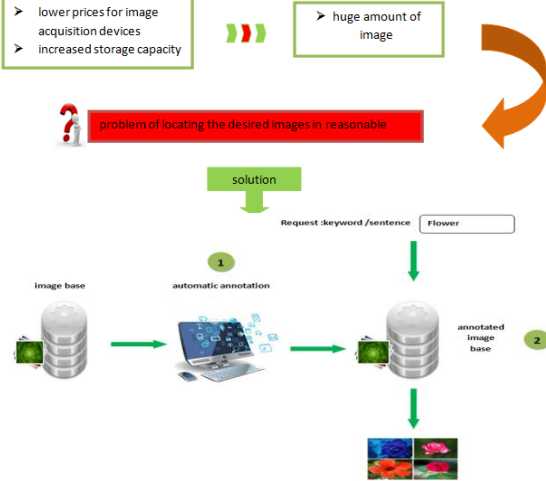 lower prices for image
acquisition devices
increased storage capacity
huge amount of
image
problem of locating the desired images in reasonable
solution
Request :keyword /sentence
Flower
1
image base
automatic annotation
annotated
image
base
2